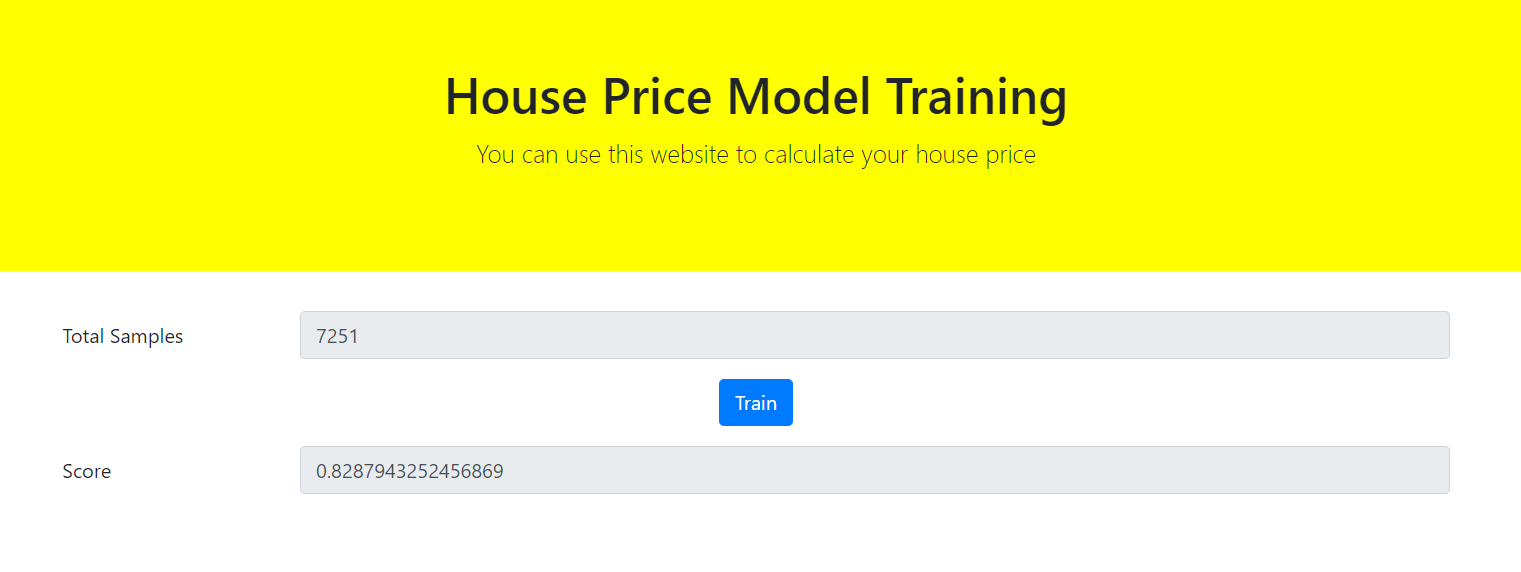 House Price Model Training
You can use this website to calculate your house price
Total Samples
7251
Train
Score
0.8287943252456869